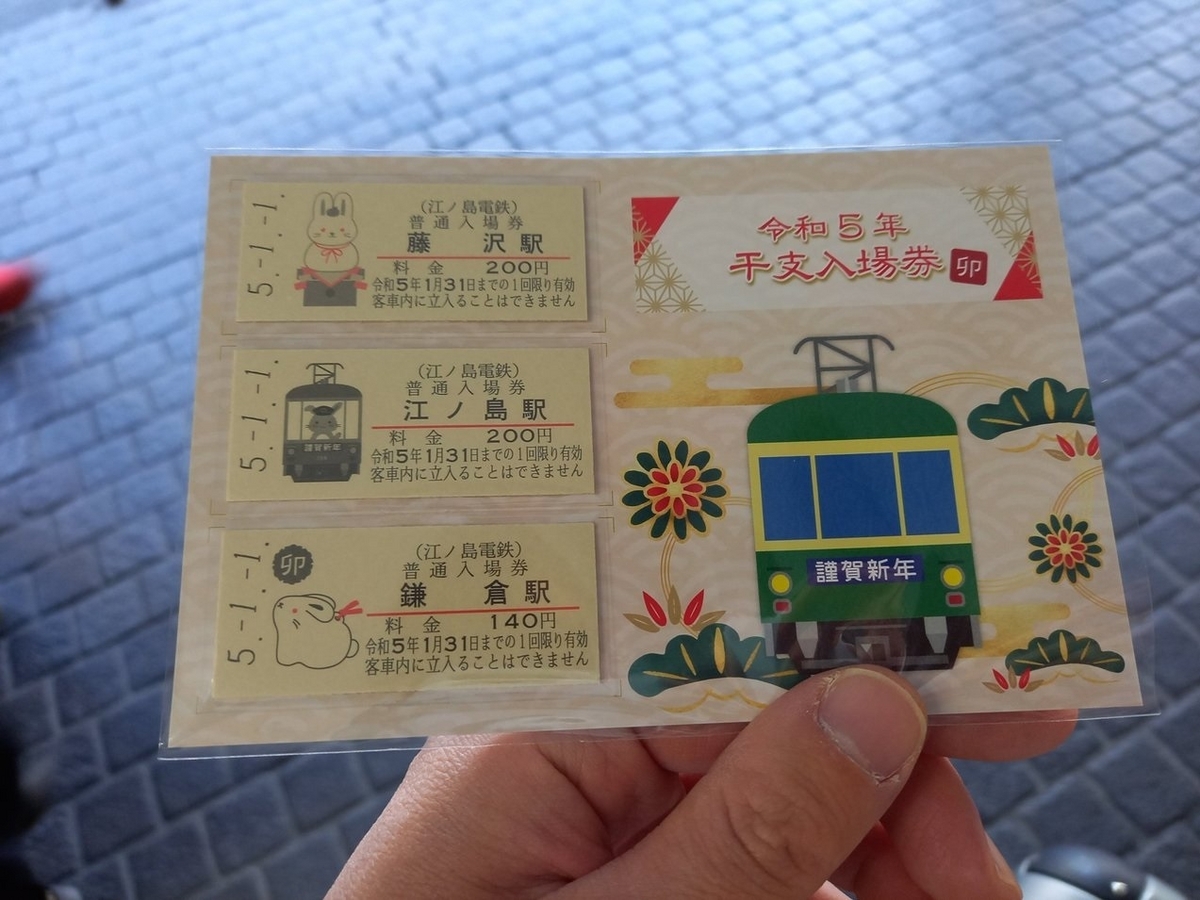 5.-1.-1.
(江ノ島電鉄)
普通入場券
藤沢駅
料金 200円
令和5年1月31日までの1回限り有効
客車内に立入ることはできません
5.-1.-1.
(江ノ島電鉄)
普通入場券
江ノ島駅
謹賀新年
料金 200円
令和5年1月31日までの1回限り有効
客車内に立入ることはできません
5.-1.-1.
卯
(江ノ島電鉄)
普通入場券
鎌倉駅
料金 140円
令和5年1月31日までの1回限り有効
客車内に立入ることはできません
令和5年
干支入場券 卯
謹賀新年